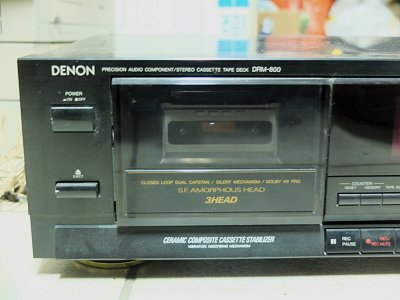 DENON PRECISION AUDIO COMPONENT/STEREO CASSETTE TAPE DECK DRM-800
POWER
ON OFF
EJECT
CLOSED LOOP DUAL CAPSTAN / SILENT MECHANISM / DOLBY HX PRO
S.F. AMORPHOUS HEAD
3HEAD
COUNTER
RESET MEMORY TAPE
CERAMIC COMPOSITE CASSETTE STABILIZER
VIBRATION ABSORBING MECHANISM
REC PAUSE
REC/
REC MUTE